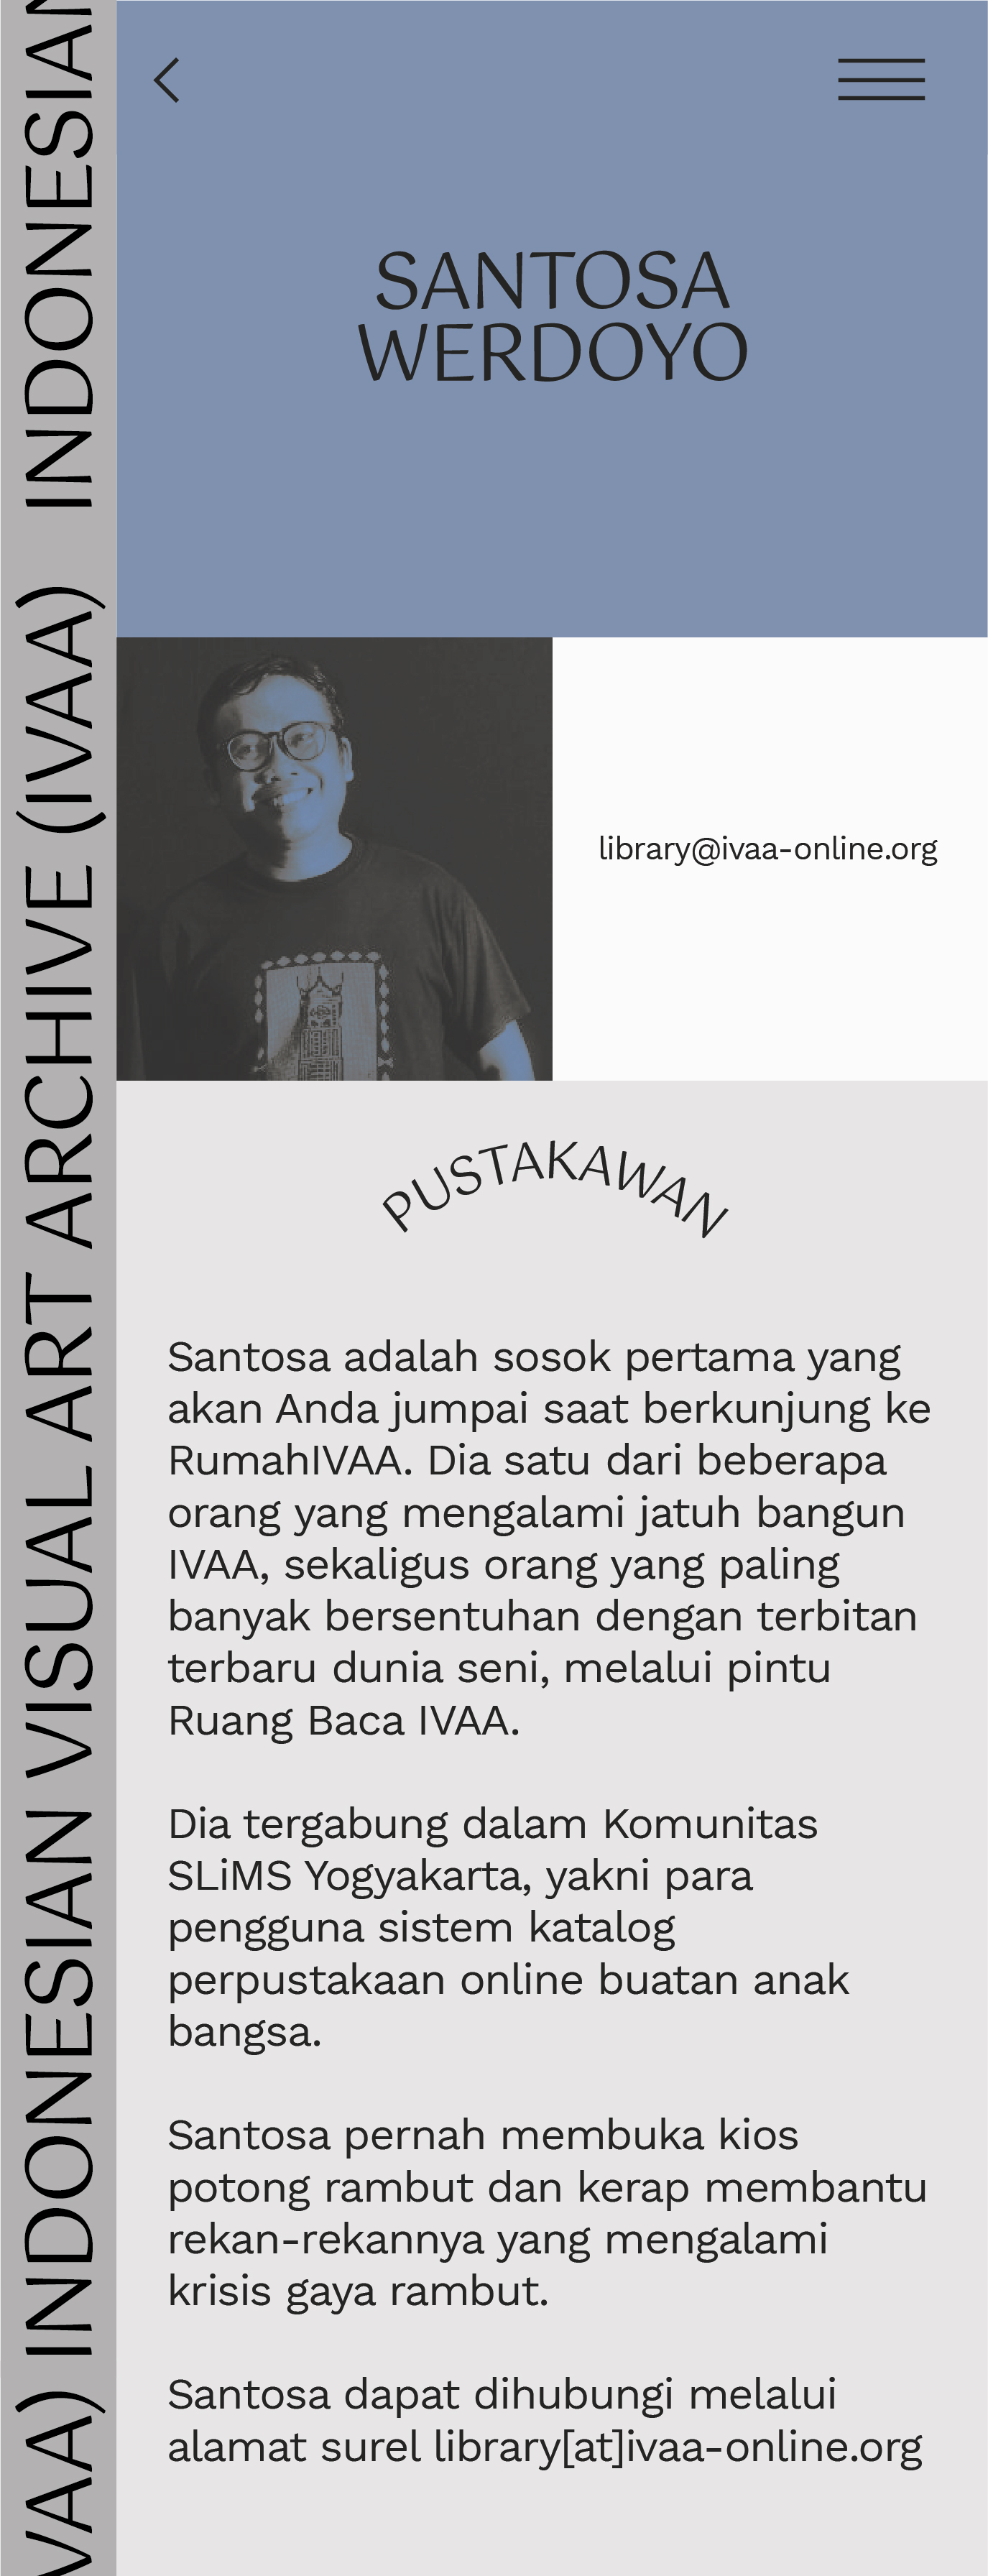 INDONESIAN VISUAL ART ARCHIVE (IVAA)
INDONESIAN
SANTOSA
WERDOYO
library@ivaa-online.org
PUSTAKAWAN
Santosa adalah sosok pertama yang
akan Anda jumpai saat berkunjung ke
RumahIVAA. Dia satu dari beberapa
orang yang mengalami jatuh bangun
IVAA, sekaligus orang yang paling
banyak bersentuhan dengan terbitan
terbaru dunia seni, melalui pintu
Ruang Baca IVAA.
Dia tergabung dalam Komunitas
SLiMS Yogyakarta, yakni para
pengguna sistem katalog
perpustakaan online buatan anak
bangsa.
Santosa pernah membuka kios
potong rambut dan kerap membantu
rekan-rekannya yang mengalami
krisis gaya rambut.
Santosa dapat dihubungi melalui
alamat surel library[at]ivaa-online.org